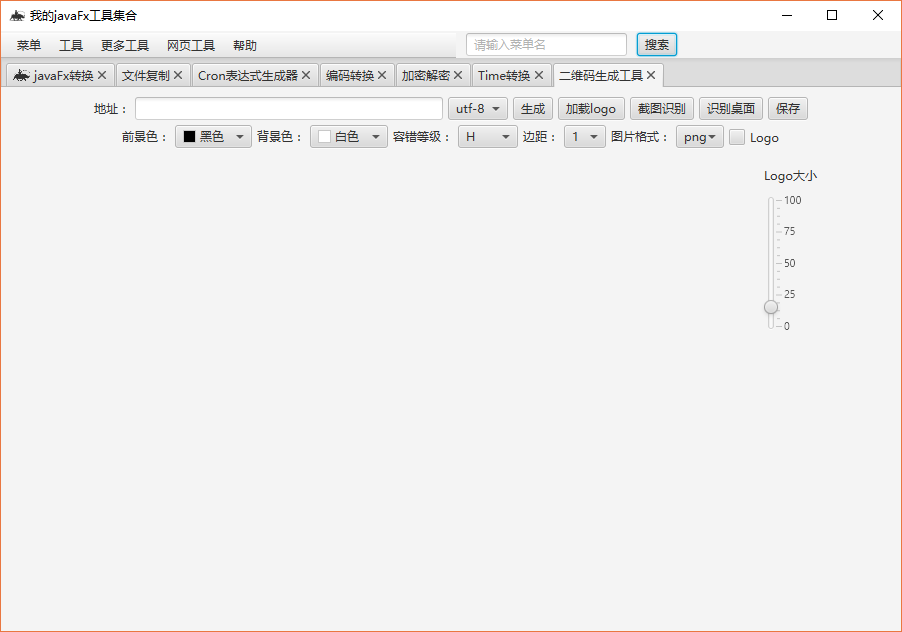 我的javaFx工具集合
菜单 工具 更多工具 网页工具 帮助 请输入菜单名 搜索
javaFx转换 文件复制 Cron表达式生成器 编码转换 加密解密 Time转换 二维码生成工具
地址： utf-8 生成 加载logo 截图识别 识别桌面 保存
前景色： 黑色 背景色： 白色 容错等级： H 边距： 1 图片格式： png Logo
Logo大小
100
75
50
25
0